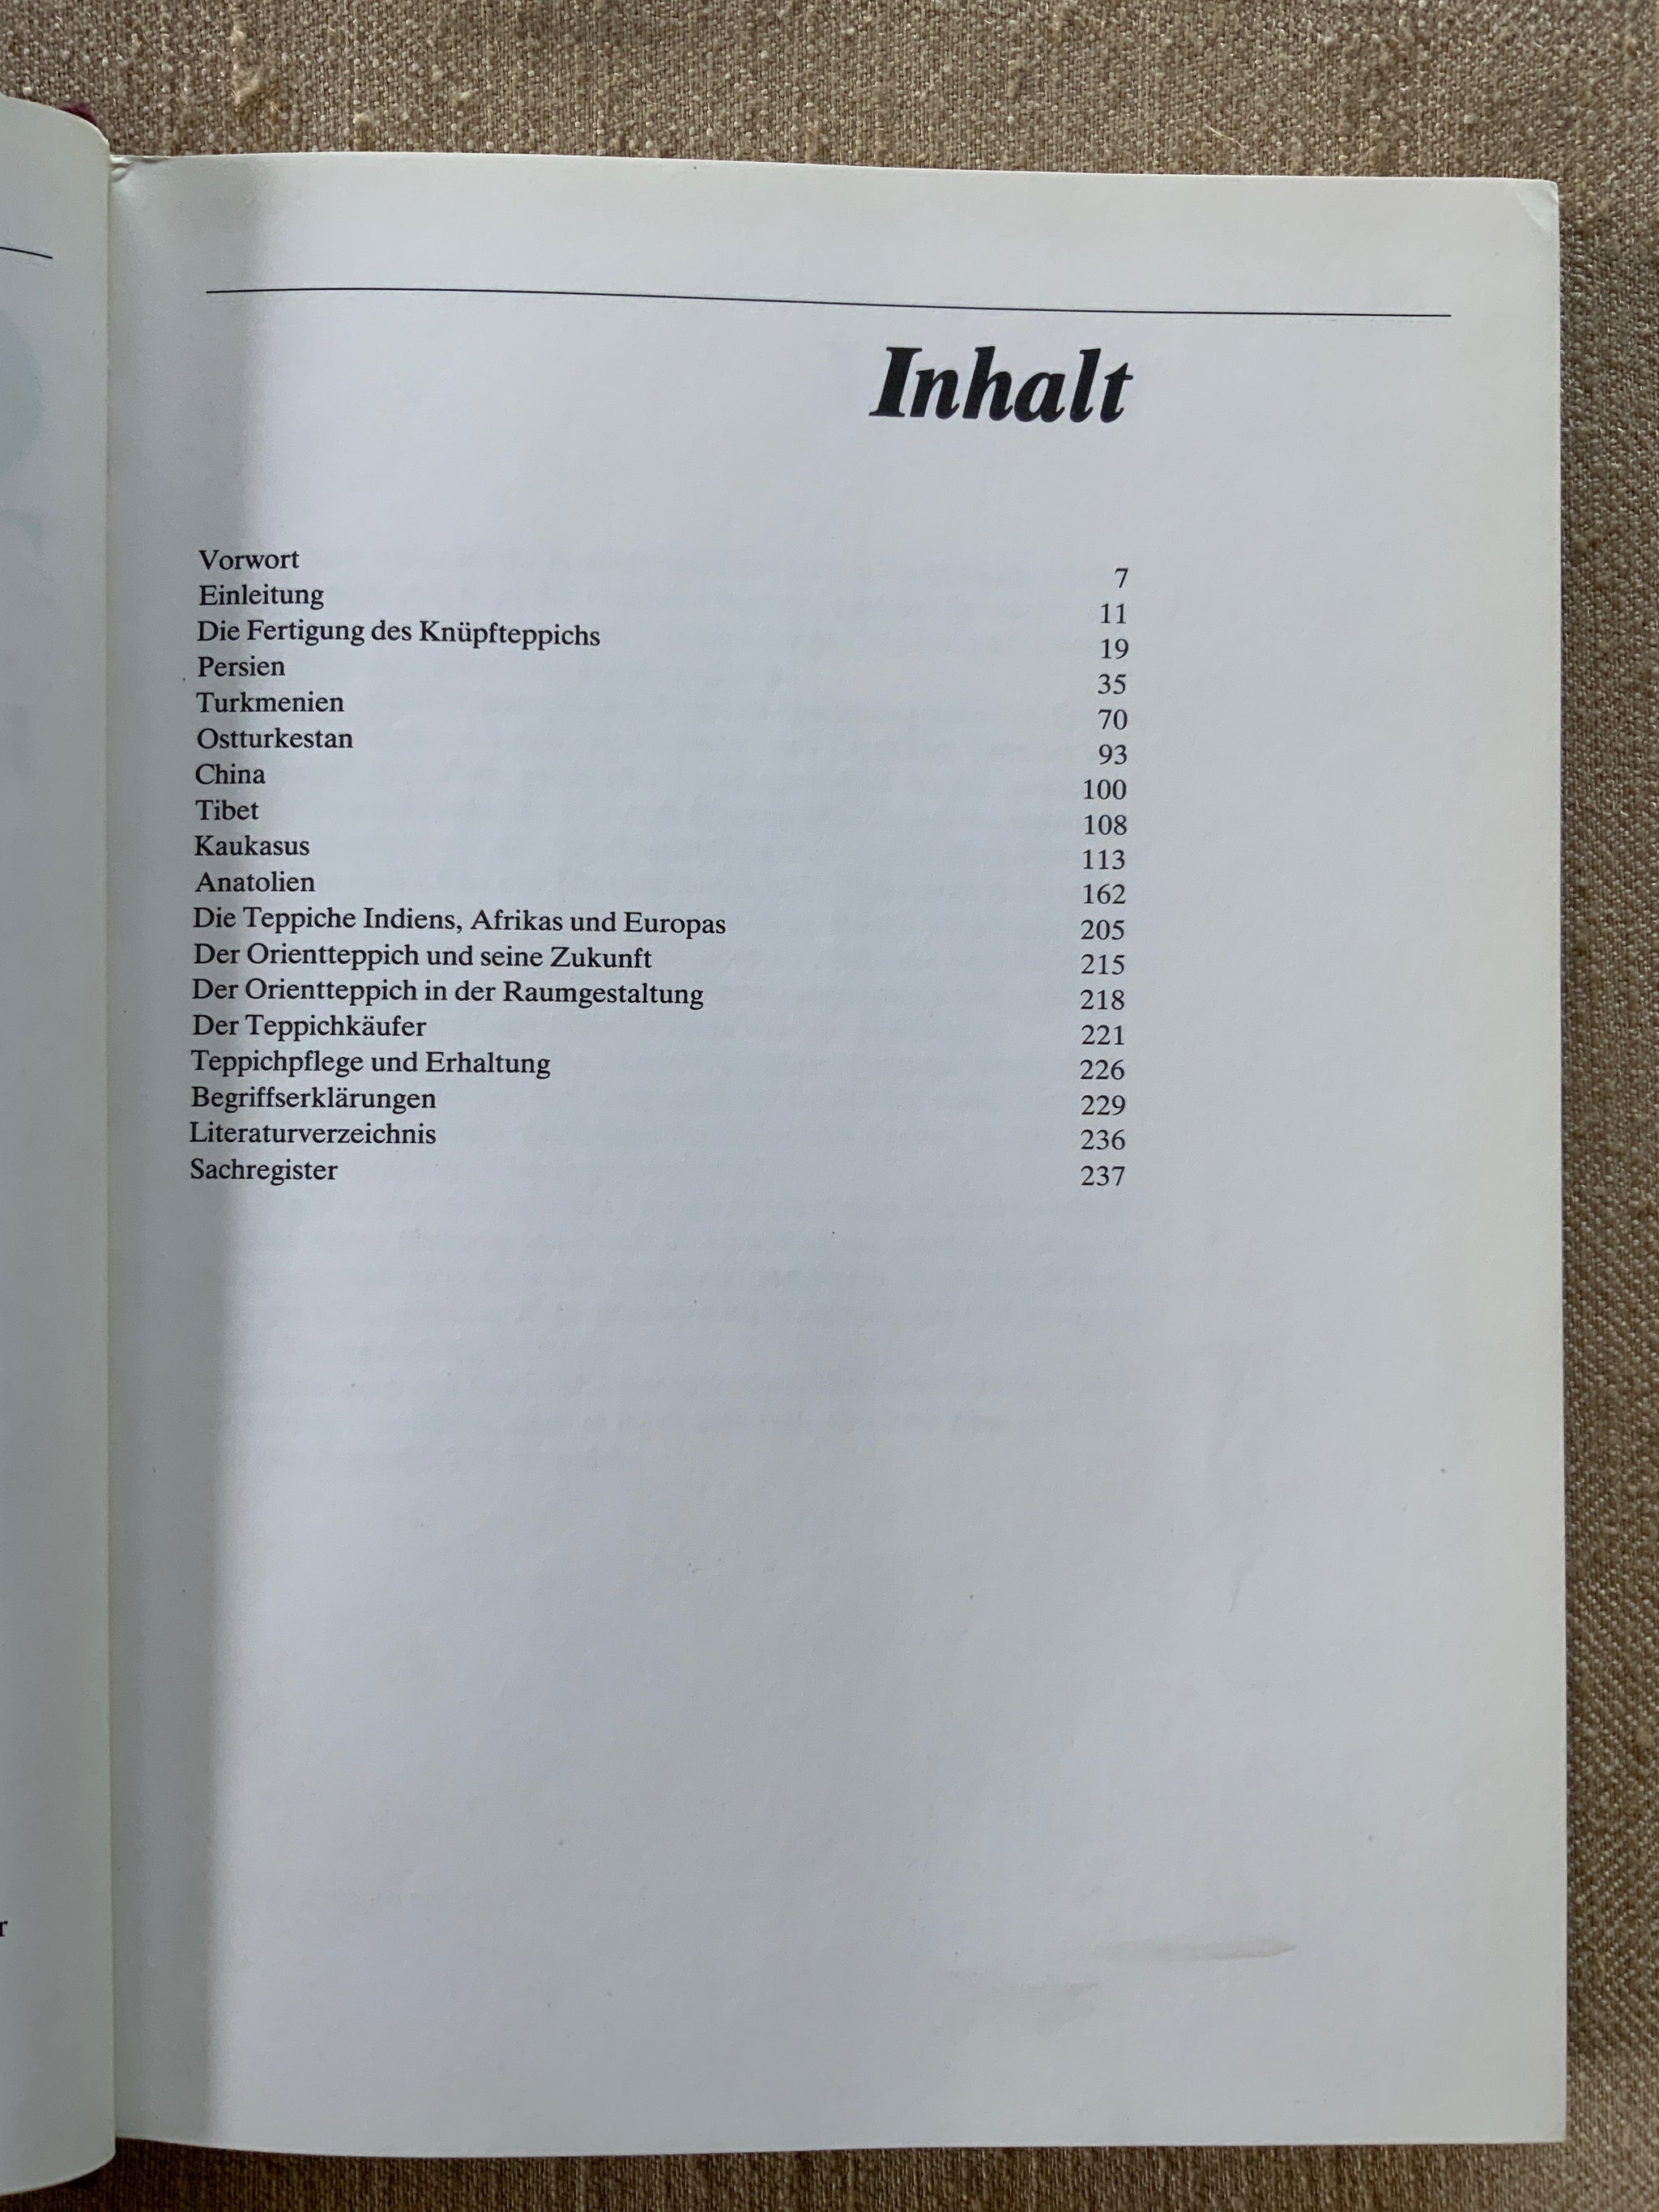 Inhalt
Vorwort 7
Einleitung 11
Die Fertigung des Knüpfteppichs 19
Persien 35
Turkmenien 70
Ostturkestan 93
China 100
Tibet 108
Kaukasus 113
Anatolien 162
Die Teppiche Indiens, Afrikas und Europas 205
Der Orientteppich und seine Zukunft 215
Der Orientteppich in der Raumgestaltung 218
Der Teppichkäufer 221
Teppichpflege und Erhaltung 226
Begriffserklärungen 229
Literaturverzeichnis 236
Sachregister 237